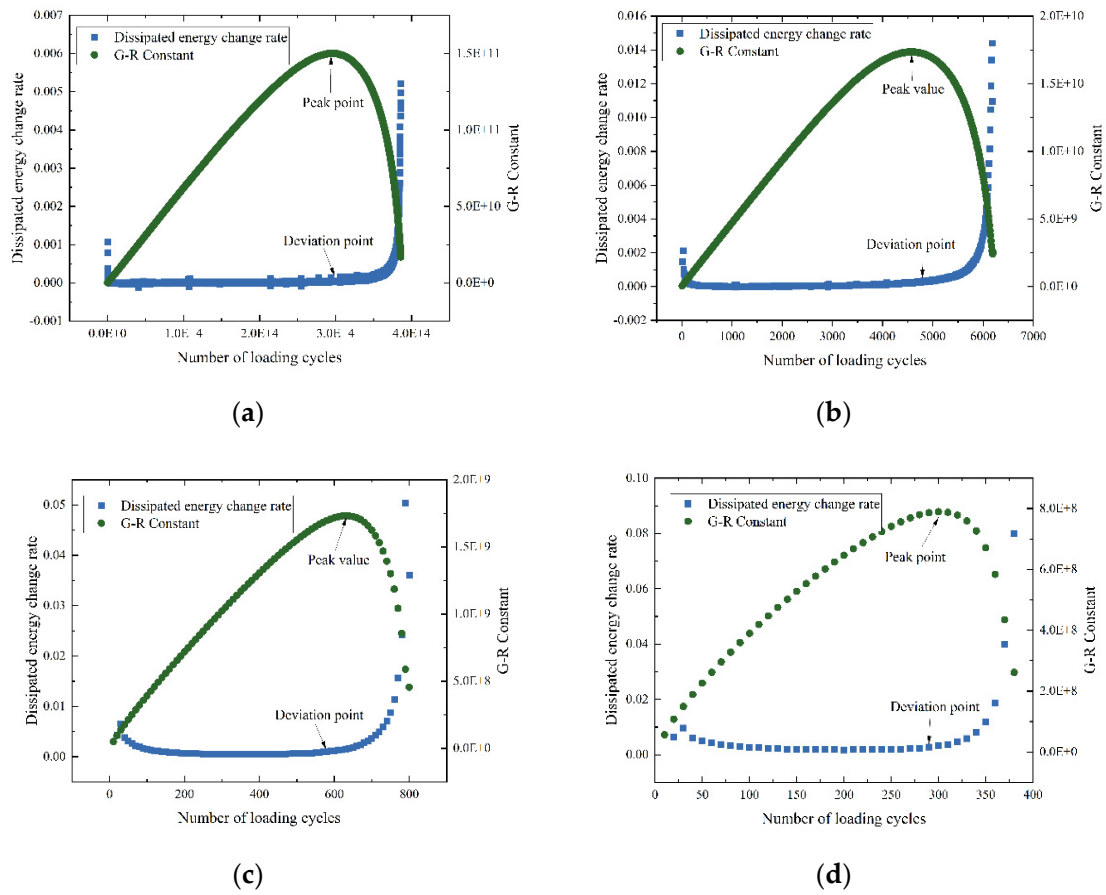 0.007
0.006
0.005
0.004
0.003
0.002
0.001
0.000
-0.001
Dissipated energy change rate
Dissipated energy change rate
G-R Constant
Peak point
Deviation point
1.5E+11
1.0E+11
5.0E+10
0.0E+0
G-R Constant
0.0E+0
1.0E+4
2.0E+14
3.0E+4
4.0E+14
Number of loading cycles
(a)
0.016
0.014
0.012
0.010
0.008
0.006
0.004
0.002
0.000
-0.002
Dissipated energy change rate
Dissipated energy change rate
G-R Constant
Peak value
Deviation point
2.0E+10
1.5E+10
1.0E+10
5.0E+9
0.0E+10
G-R Constant
0 1000 2000 3000 4000 5000 6000 7000
Number of loading cycles
(b)
0.05
0.04
0.03
0.02
0.01
0.00
Dissipated energy change rate
Dissipated energy change rate
G-R Constant
Peak value
Deviation point
2.0E+9
1.5E+9
1.0E+9
5.0E+8
0.0E+0
G-R Constant
0 200 400 600 800
Number of loading cycles
(c)
0.10
0.08
0.06
0.04
0.02
0.00
Dissipated energy change rate
Dissipated energy change rate
G-R Constant
Peak point
Deviation point
8.0E+8
6.0E+8
4.0E+8
2.0E+8
0.0E+0
G-R Constant
0 50 100 150 200 250 300 350 400
Number of loading cycles
(d)